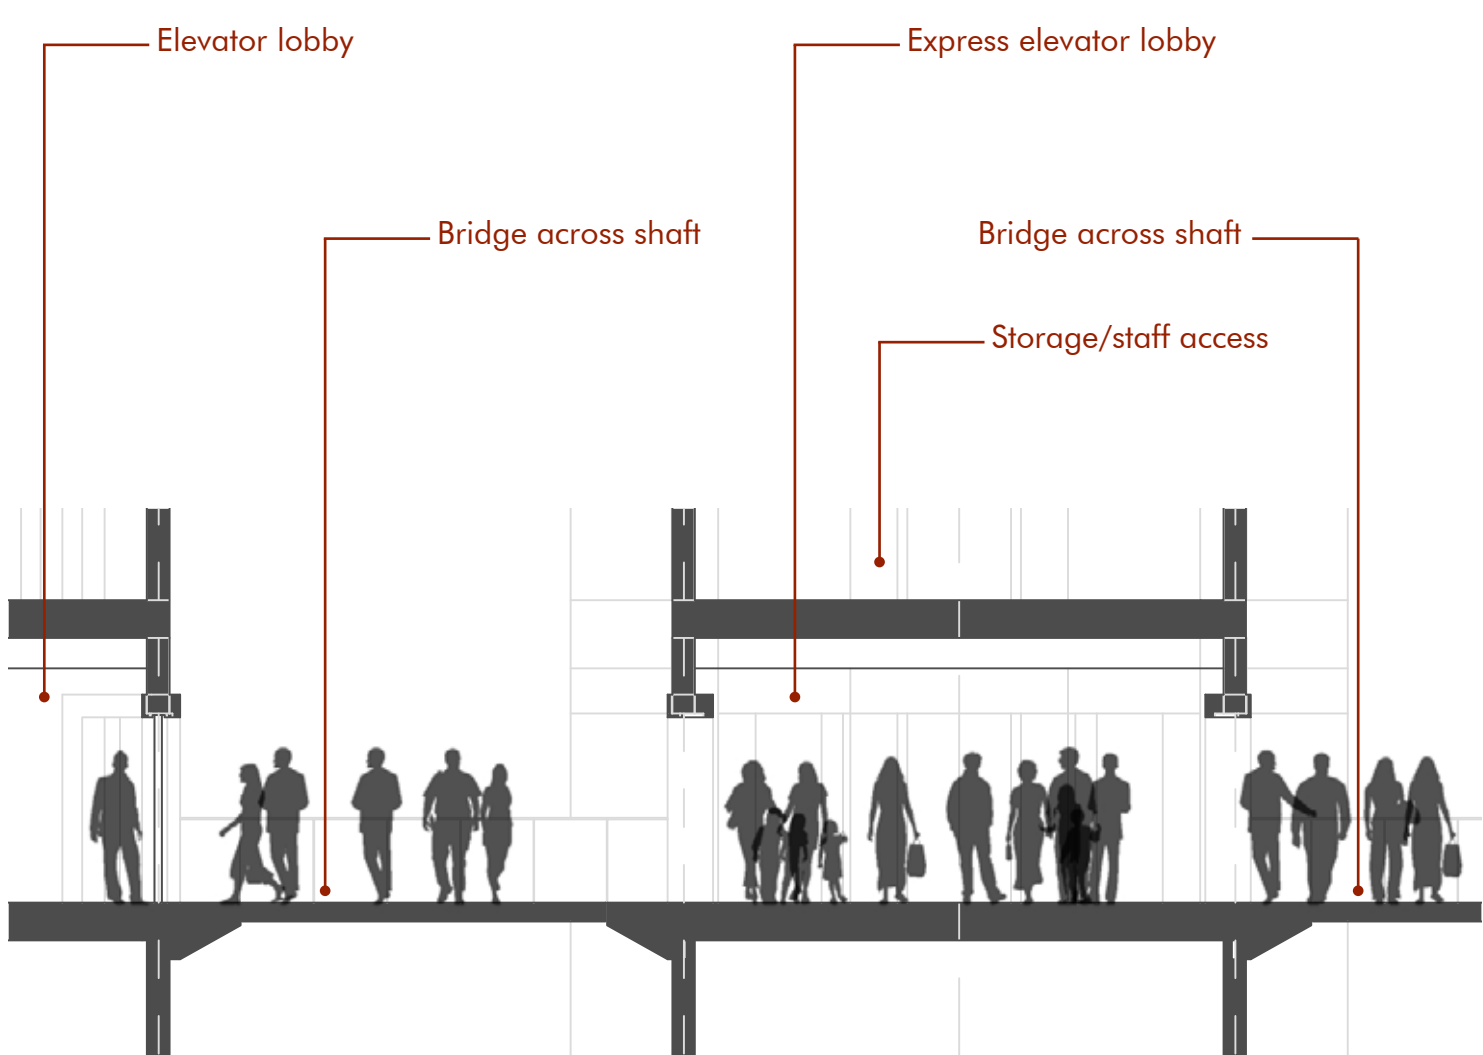 Elevator lobby
Express elevator lobby
Bridge across shaft
Bridge across shaft
Storage/staff access